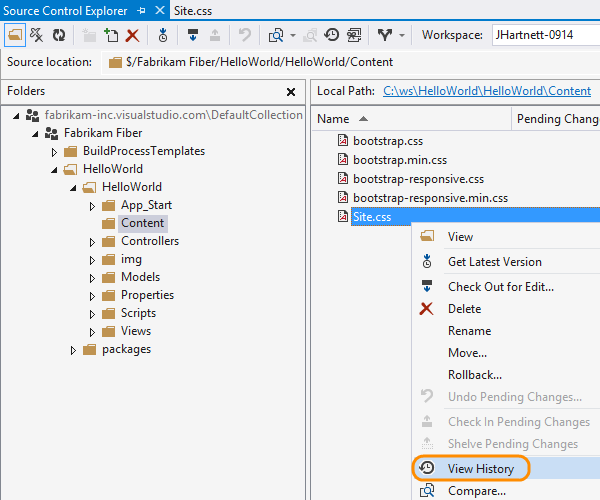 Source Control Explorer Site.css
Workspace: JHartnett-0914
Source location: $/Fabrikam Fiber/HelloWorld/HelloWorld/Content
Folders
fabrikam-inc.visualstudio.com\DefaultCollection
Fabrikam Fiber
BuildProcessTemplates
HelloWorld
HelloWorld
App_Start
Content
Controllers
img
Models
Properties
Scripts
Views
packages
Local Path: C:\ws\HelloWorld\HelloWorld\Content
Name Pending Chang
bootstrap.css
bootstrap.min.css
bootstrap-responsive.css
bootstrap-responsive.min.css
Site.css
View
Get Latest Version
Check Out for Edit...
Delete
Rename
Move...
Rollback...
Undo Pending Changes...
Check In Pending Changes
Shelve Pending Changes
View History
Compare...